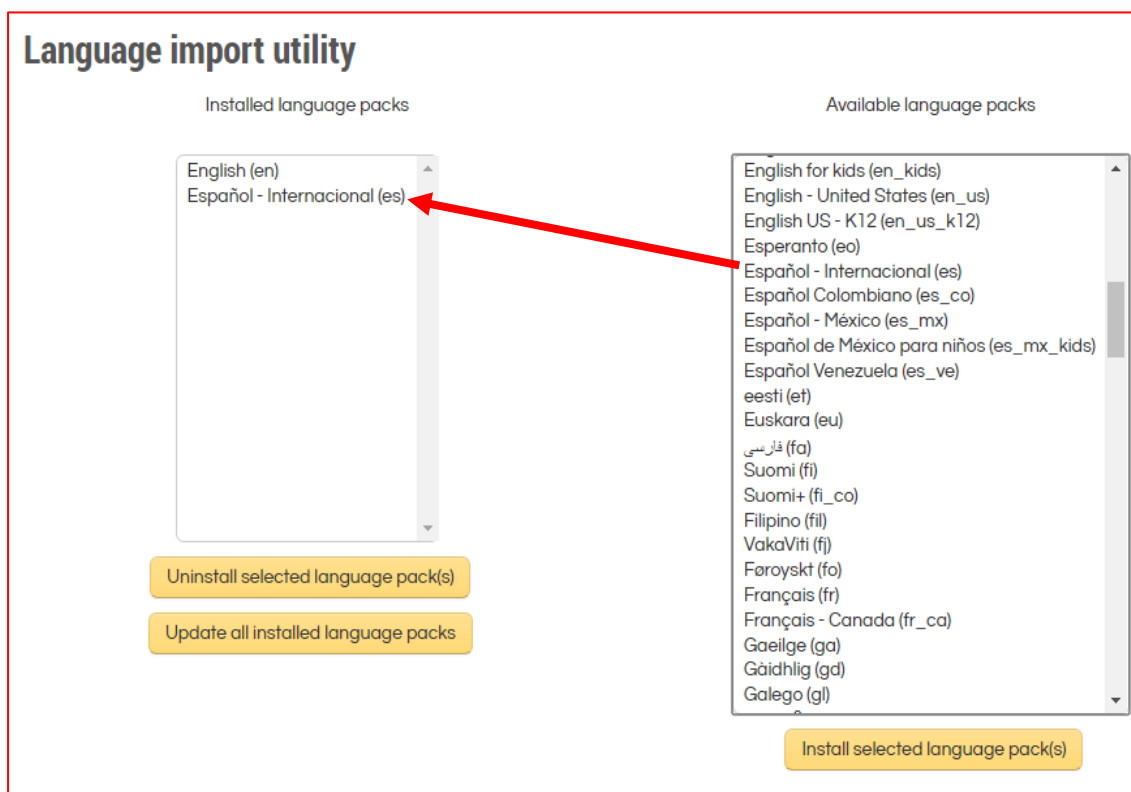 Language import utility
Installed language packs
English (en)
Español - Internacional (es)
Uninstall selected language pack(s)
Update all installed language packs
Available language packs
English for kids (en_kids)
English - United States (en_us)
English US - K12 (en_us_k12)
Esperanto (eo)
Español - Internacional (es)
Español Colombiano (es_co)
Español - México (es_mx)
Español de México para niños (es_mx_kids)
Español Venezuela (es_ve)
eesti (et)
Euskara (eu)
فارسی (fa)
Suomi (fi)
Suomi+ (fi_co)
Filipino (fil)
VakaViti (fj)
Føroyskt (fo)
Français (fr)
Français - Canada (fr_ca)
Gaeilge (ga)
Gàidhlig (gd)
Galego (gl)
Install selected language pack(s)